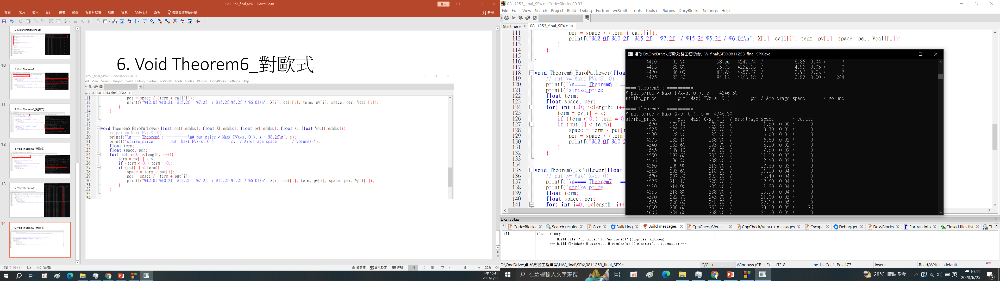 0811253_final_SPX - PowerPoint
登入
檔案 常用 插入 設計 轉場 動畫 投影片放映 校閱 檢視 AMA 2.1 說明 告訴我您想做什麼 共用
1. Main function (input)
10
2. Void Theorem2
11
3. Void Theorem3_對美式
12
4. Void Theorem3_對歐式
13
5. Void Theorem4
14
6. Void Theorem6_對歐式
6. Void Theorem6_對歐式
1253_final_SPX.c - Code::Blocks 20.03
dit View Search Project Build Debug Fortran wxSmith Tools Tools+ Plugins DoxyBlocks Settings Help
ere 0811253_final_SPX.c
11 per = space / (term + call[i]);
12 printf("%12.0f %10.2f  %15.2f   %7.2f  / %15.2f %5.2f / %6.0f\n", X[i], call[i], term, pv[i], space, per, Vcall[i]);
13 }
14 }
15
16 }
17
18 void Theorem6_EuroPutLower(float put[lenMax], float X[lenMax], float pv[lenMax], float s, float Vput[lenMax]){
19 // put >= Max( PVx-S, 0)
20 printf("\n==== Theorem6 : ==========\n# put price < Max( PVx-s, 0 ), s = %8.2f\n", s);
21 printf("strike_price put Max( PVx-s, 0 ) pv / Arbitrage space / volume\n");
22 float term;
23 float space, per;
24 for( int i=0; i<length; i++){
25 term = pv[i] - s;
26 if (term < 0.) term = 0.;
27 if (put[i] < term){
28 space = term - put[i];
29 per = space / (term + put[i]);
30 printf("%12.0f %10.2f  %15.2f   %7.2f  / %15.2f %5.2f / %6.0f\n", X[i], put[i], term, pv[i], space, per, Vput[i]);
31 }
32 }
33 }
34
投影片 14 / 14 中文 (台灣) 備忘稿 顯示設定 註解 122%
下午 10:41
2023/6/25
0811253_final_SPX.c - Code::Blocks 20.03
File Edit View Search Project Build Debug Fortran wxSmith Tools Tools+ Plugins DoxyBlocks Settings Help
Start here 0811253_final_SPX.c
111 per = space / (term + call[i]);
112 printf("%12.0f %10.2f  %15.2f   %7.2f  / %15.2f %5.2f / %6.0f\n", X[i], call[i], term, pv[i], space, per, Vcall[i]);
113 }
114 }
115
116 }
117
118 void Theorem6_EuroPutLower(floa
119 // put >= Max( PVx-S, 0)
120 printf("\n==== Theorem6 : ==
121 printf("strike_price
122 float term;
123 float space, per;
124 for( int i=0; i<length; i++
125 term = pv[i] - s;
126 if (term < 0.) term = 0.
127 if (put[i] < term){
128 space = term - put[i
129 per = space / (term
130 printf("%12.0f %10.2
131 }
132 }
133 }
134
135 void Theorem7_UsPutLower(float
136 // put >= Max( X-S, 0)
137 printf("\n==== Theorem7 : ==
138 printf("strike_price
139 float term;
140 float space, per;
141 for( int i=0; i<length; i++
選取 D:\OneDrive\桌面\財務工程導論\HW_final\SPX\0811253_final_SPX.exe
4410 91.70 98.56 4247.74 / 6.86 0.04 / 7
4415 88.80 93.75 4252.55 / 4.95 0.03 / 0
4420 86.00 88.93 4257.37 / 2.93 0.02 / 2
4425 83.30 84.12 4262.18 / 0.82 0.00 / 244
==== Theorem6 : ==========
# put price < Max( PVx-s, 0 ), s = 4346.30
strike_price put Max( PVx-s, 0 ) pv / Arbitrage space / volume
==== Theorem7 : ==========
# put price < Max( X-s, 0 ), s = 4346.30
strike_price put Max( X-s, 0 ) / Arbitrage space / volume
4520 172.10 173.70 / 1.60 0.00 / 0
4525 175.40 178.70 / 3.30 0.01 / 0
4530 178.70 183.70 / 5.00 0.01 / 0
4535 182.10 188.70 / 6.60 0.02 / 0
4540 185.60 193.70 / 8.10 0.02 / 0
4545 189.10 198.70 / 9.60 0.02 / 0
4550 192.60 203.70 / 11.10 0.03 / 0
4555 196.20 208.70 / 12.50 0.03 / 0
4560 199.90 213.70 / 13.80 0.03 / 0
4565 203.60 218.70 / 15.10 0.04 / 0
4570 207.30 223.70 / 16.40 0.04 / 0
4575 211.10 228.70 / 17.60 0.04 / 0
4580 214.90 233.70 / 18.80 0.04 / 0
4585 218.80 238.70 / 19.90 0.04 / 0
4590 222.70 243.70 / 21.00 0.05 / 0
4595 226.60 248.70 / 22.10 0.05 / 0
4600 230.60 253.70 / 23.10 0.05 / 76
4605 234.60 258.70 / 24.10 0.05 / 0
Logs & others
Code::Blocks Search results Cccc Build log Build messages CppCheck/Vera++ CppCheck/Vera++ messages Cscope Debugger DoxyBlocks Fortran info Closed files list Th
File Line Message
=== Build file: "no target" in "no project" (compiler: unknown) ===
=== Build finished: 0 error(s), 0 warning(s) (0 minute(s), 1 second(s)) ===
D:\OneDrive\桌面\財務工程導論\HW_final\SPX\0811253_final_SPX.c C/C++ Windows (CR+LF) UTF-8 Line 14, Col 1, Pos 477 Insert Read/Write default
在這裡輸入文字來搜 28°C 晴時多雲 英 下午 10:41
2023/6/25